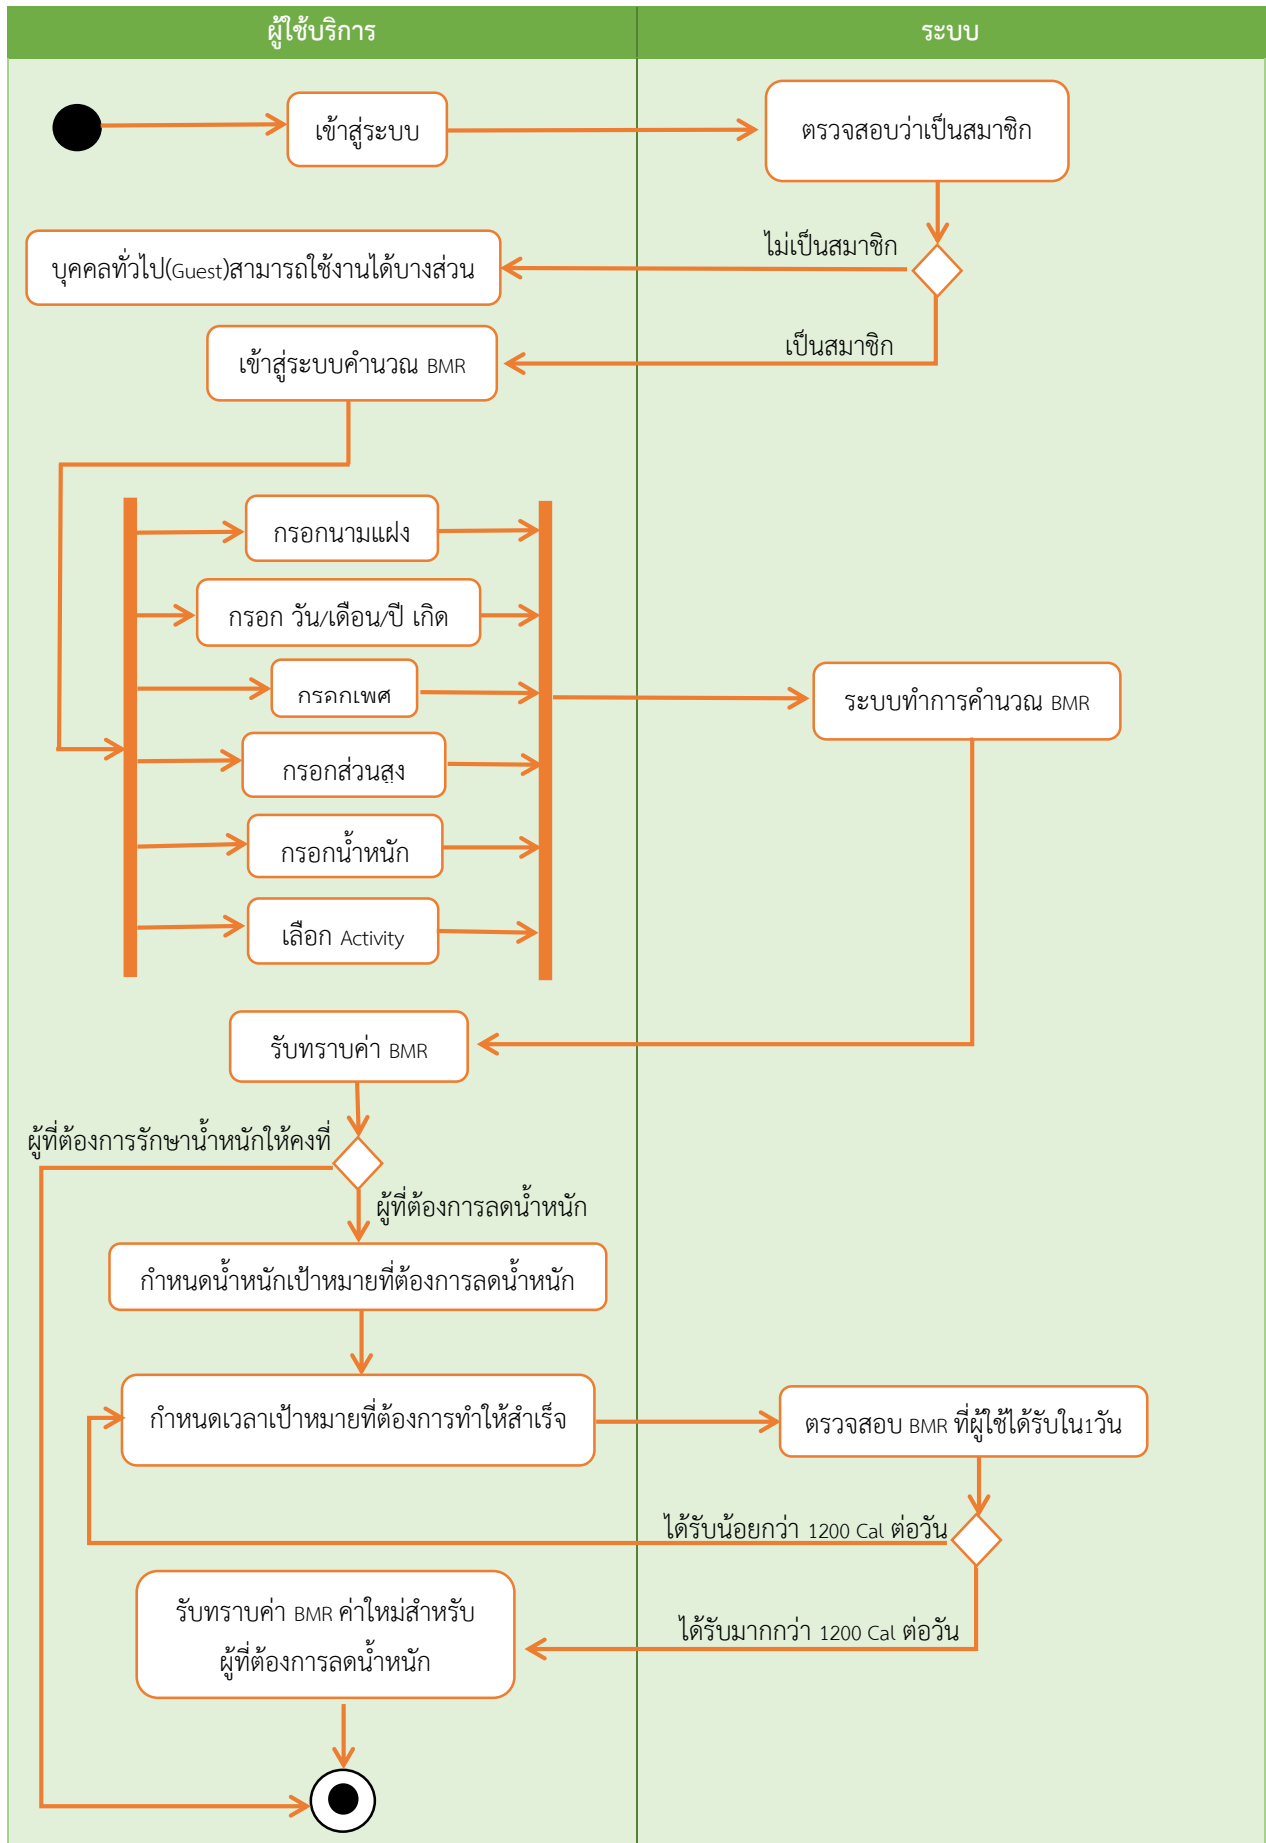 ผู้ใช้บริการ
ระบบ
เข้าสู่ระบบ
ตรวจสอบว่าเป็นสมาชิก
ไม่เป็นสมาชิก
บุคคลทั่วไป(Guest)สามารถใช้งานได้บางส่วน
เป็นสมาชิก
เข้าสู่ระบบคำนวณ BMR
กรอกนามแฝง
กรอก วัน/เดือน/ปี เกิด
กรอกเพศ
ระบบทำการคำนวณ BMR
กรอกส่วนสูง
กรอกน้ำหนัก
เลือก Activity
รับทราบค่า BMR
ผู้ที่ต้องการรักษาน้ำหนักให้คงที่
ผู้ที่ต้องการลดน้ำหนัก
กำหนดน้ำหนักเป้าหมายที่ต้องการลดน้ำหนัก
กำหนดเวลาเป้าหมายที่ต้องการทำให้สำเร็จ
ตรวจสอบ BMR ที่ผู้ใช้ได้รับใน1วัน
ได้รับน้อยกว่า 1200 Cal ต่อวัน
รับทราบค่า BMR ค่าใหม่สำหรับ
ผู้ที่ต้องการลดน้ำหนัก
ได้รับมากกว่า 1200 Cal ต่อวัน